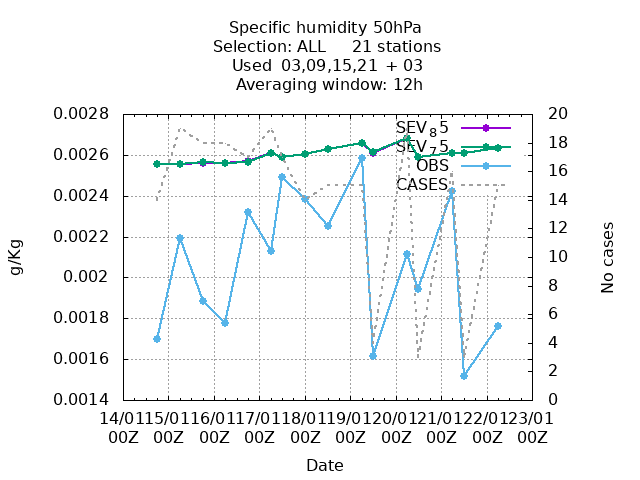 Specific humidity 50hPa
Selection: ALL 21 stations
Used 03,09,15,21 + 03
Averaging window: 12h
0.0028 20
SEV_85 18
0.0026 SEV_75 16
OBS
CASES 14
0.0024
12
0.0022
10
0.002 8
0.0018 6
4
0.0016
2
0.0014 0
14/01 15/01 16/01 17/01 18/01 19/01 20/01 21/01 22/01 23/01
00Z 00Z 00Z 00Z 00Z 00Z 00Z 00Z 00Z 00Z
g/Kg
No cases
Date